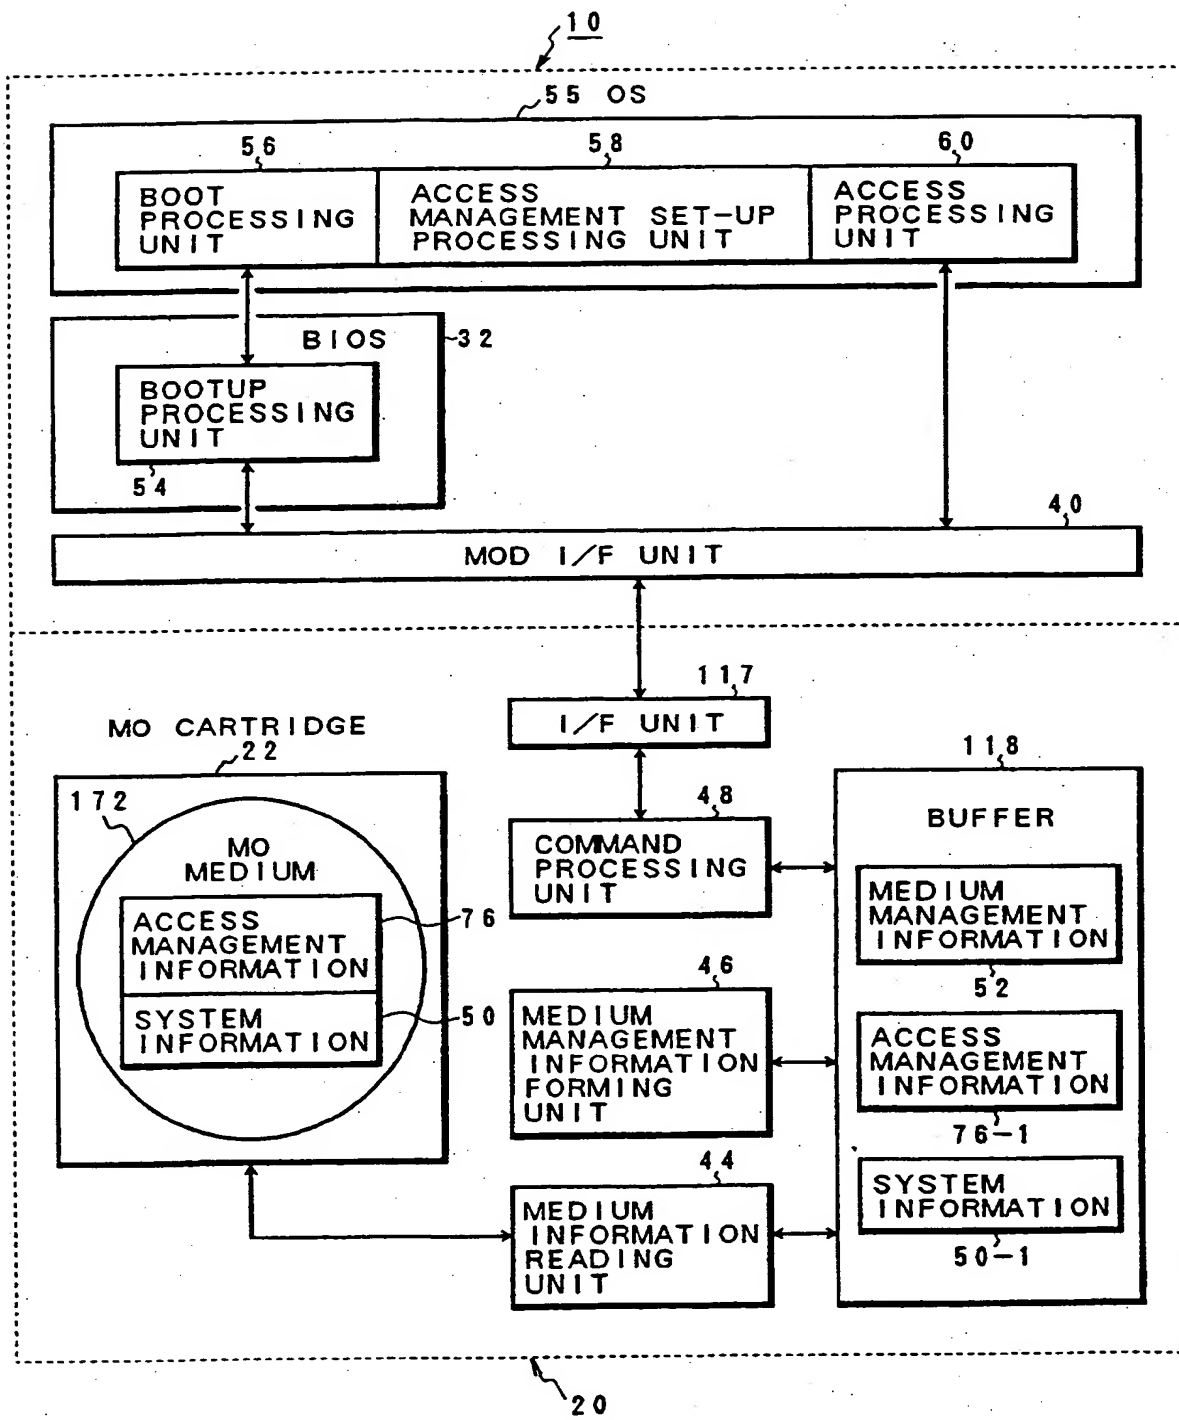 10
55 OS
56
58
60
BOOT
PROCESSING
UNIT
ACCESS
MANAGEMENT SET-UP
PROCESSING UNIT
ACCESS
PROCESSING
UNIT
BIOS
32
BOOTUP
PROCESSING
UNIT
54
40
MOD I/F UNIT
117
I/F UNIT
MO CARTRIDGE
22
172
MO
MEDIUM
ACCESS
MANAGEMENT
INFORMATION
76
SYSTEM
INFORMATION
50
48
COMMAND
PROCESSING
UNIT
46
MEDIUM
MANAGEMENT
INFORMATION
FORMING
UNIT
44
MEDIUM
INFORMATION
READING
UNIT
118
BUFFER
MEDIUM
MANAGEMENT
INFORMATION
52
ACCESS
MANAGEMENT
INFORMATION
76-1
SYSTEM
INFORMATION
50-1
20